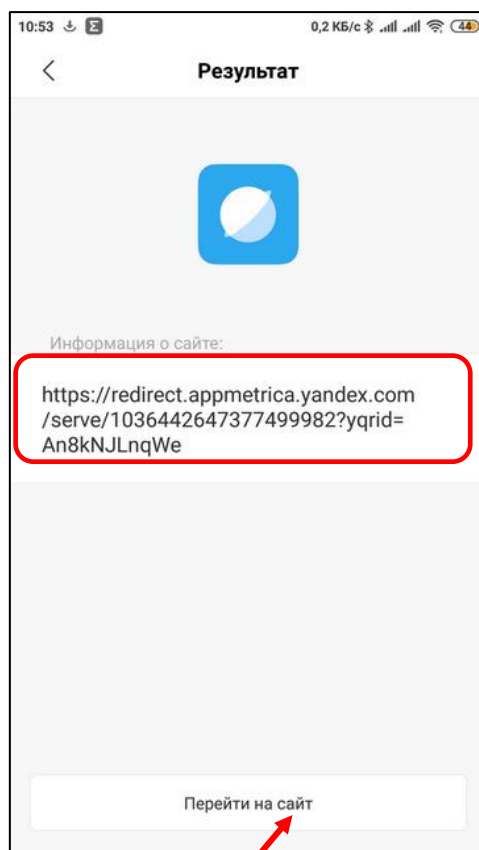 10:53 Σ 0,2 КБ/с 44
Результат
Информация о сайте:
https://redirect.appmetrica.yandex.com
/serve/1036442647377499982?yqrid=
An8kNJLnqWe
Перейти на сайт